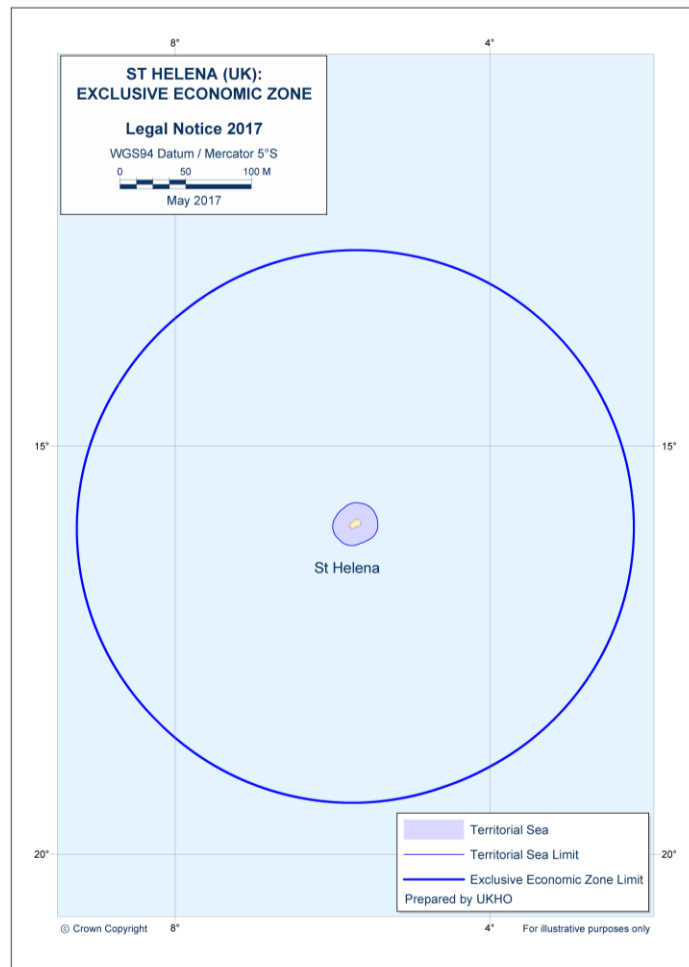 8°
4°
ST HELENA (UK):
EXCLUSIVE ECONOMIC ZONE
Legal Notice 2017
WGS94 Datum / Mercator 5°S
0 50 100 M
May 2017
15°
15°
St Helena
20°
20°
Territorial Sea
Territorial Sea Limit
Exclusive Economic Zone Limit
Prepared by UKHO
© Crown Copyright
8°
4°
For illustrative purposes only